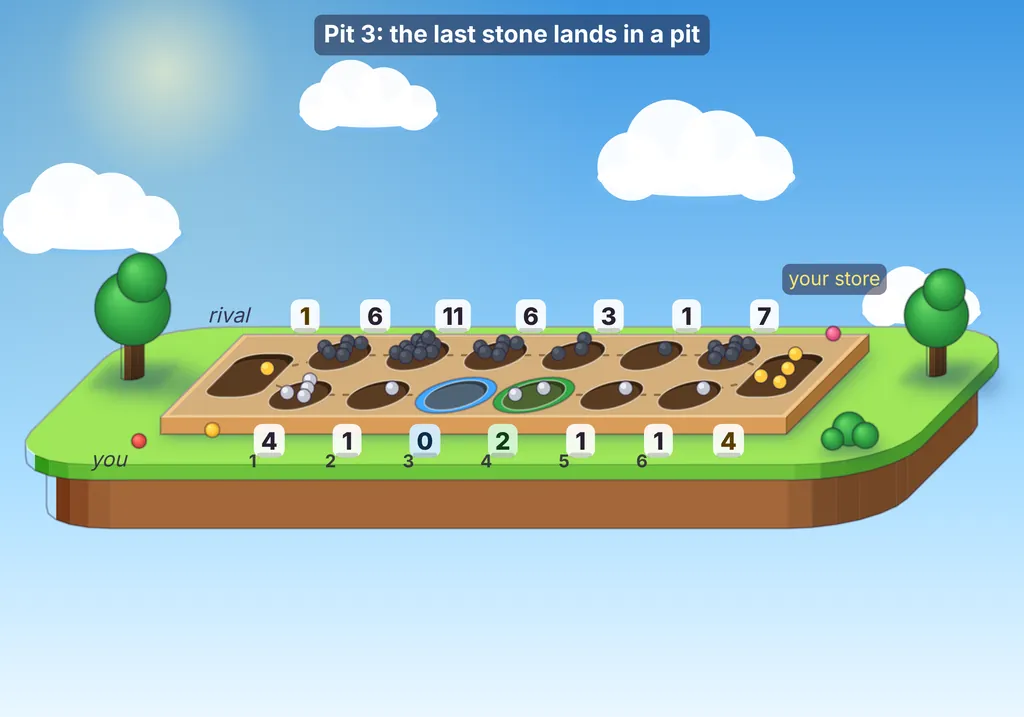 Pit 3: the last stone lands in a pit
your store
rival 1 6 11 6 3 1 7
4 1 0 2 1 1 4
you 1 2 3 4 5 6